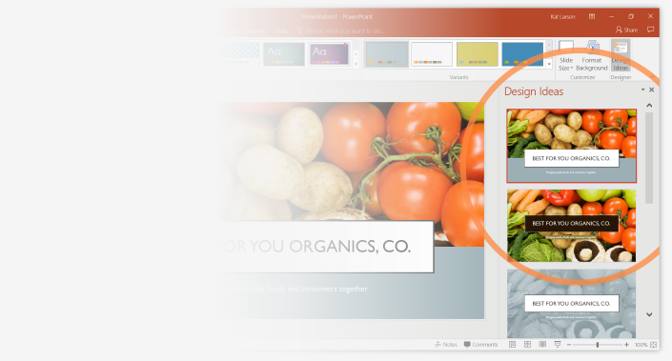 Presentation1 - PowerPoint
Kat Larsen
Share
Aa
Aa
Slide
Size
Format
Background
Design
Ideas
Variants
Customize
Designer
Design Ideas
BEST FOR YOU ORGANICS, CO.
BEST FOR YOU ORGANICS, CO.
OR YOU ORGANICS, CO.
BEST FOR YOU ORGANICS, CO.
Notes
Comments
100%